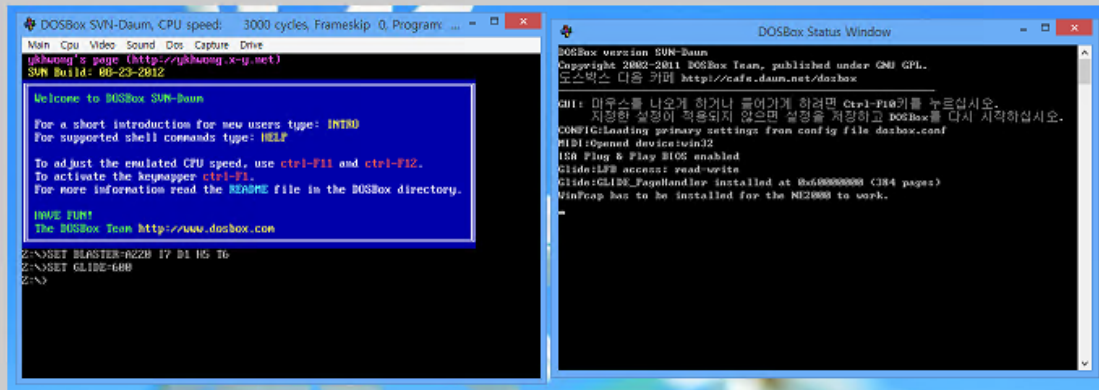 DOSBox SVN-Daum, CPU speed: 3000 cycles, Frameskip 0, Program: ...
Main Cpu Video Sound Dos Capture Drive
ykhwong's page (http://ykhwong.x-y.net)
SVN Build: 08-23-2012
Welcome to DOSBox SVN-Daum
For a short introduction for new users type: INTRO
For supported shell commands type: HELP
To adjust the emulated CPU speed, use ctrl-F11 and ctrl-F12.
To activate the keymapper ctrl-F1.
For more information read the README file in the DOSBox directory.
HAVE FUN!
The DOSBox Team http://www.dosbox.com
Z:\>SET BLASTER=A220 I7 D1 H5 T6
Z:\>SET GLIDE=600
Z:\>
DOSBox Status Window
DOSBox version SVN-Daum
Copyright 2002-2011 DOSBox Team, published under GNU GPL.
도스박스 다음 카페 http://cafe.daum.net/dosbox
GUI: 마우스를 나오게 하거나 들어가게 하려면 Ctrl-F10키를 누르십시오.
지정한 설정이 적용되지 않으면 설정을 저장하고 DOSBox를 다시 시작하십시오.
CONFIG:Loading primary settings from config file dosbox.conf
MIDI:Opened device:win32
ISA Plug & Play BIOS enabled
Glide:LFB access: read-write
Glide:GLIDE_PageHandler installed at 0x60000000 (384 pages)
WinPcap has to be installed for the NE2000 to work.